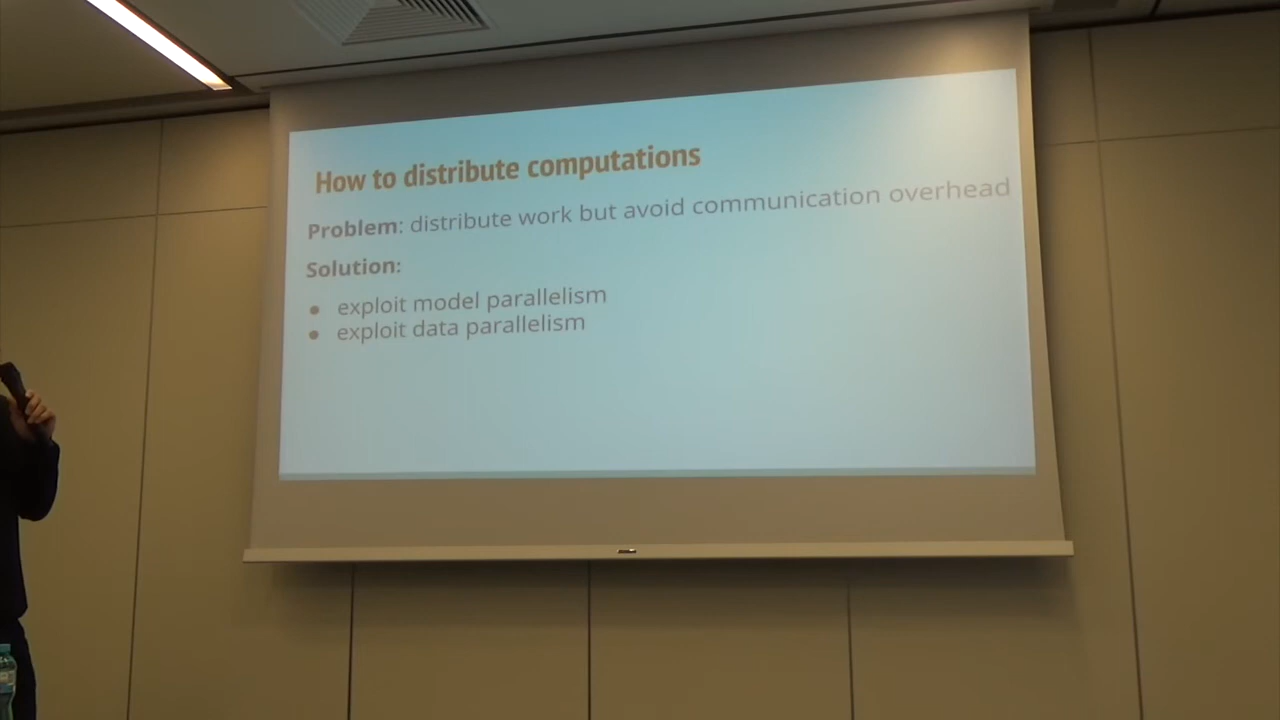 How to distribute computations
Problem: distribute work but avoid communication overhead
Solution:
● exploit model parallelism
● exploit data parallelism